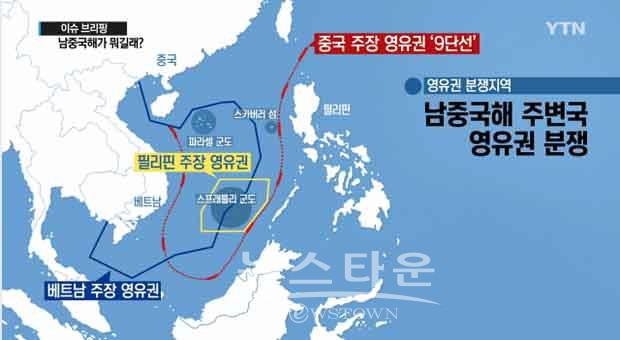 이슈 브리핑
남중국해가 뭐길래?
YTN
중국 주장 영유권 '9단선'
중국
영유권 분쟁지역
남중국해 주변국
영유권 분쟁
스카버러 섬
필리핀
파라셀 군도
필리핀 주장 영유권
스프래틀리 군도
베트남
베트남 주장 영유권
뉴스타운
NEWSTOWN